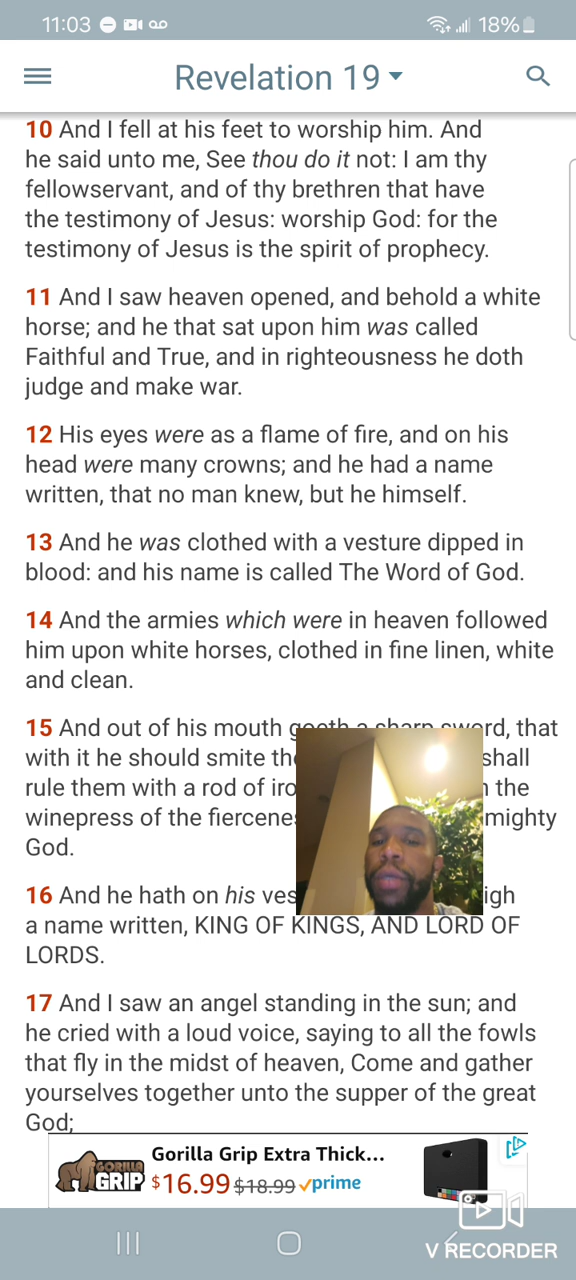 11:03 18%
Revelation 19
10 And I fell at his feet to worship him. And
he said unto me, See thou do it not: I am thy
fellowservant, and of thy brethren that have
the testimony of Jesus: worship God: for the
testimony of Jesus is the spirit of prophecy.
11 And I saw heaven opened, and behold a white
horse; and he that sat upon him was called
Faithful and True, and in righteousness he doth
judge and make war.
12 His eyes were as a flame of fire, and on his
head were many crowns; and he had a name
written, that no man knew, but he himself.
13 And he was clothed with a vesture dipped in
blood: and his name is called The Word of God.
14 And the armies which were in heaven followed
him upon white horses, clothed in fine linen, white
and clean.
15 And out of his mouth goeth a sharp sword, that
with it he should smite shall
rule them with a rod of the
winepress of the
God.
16 And he hath on his
a name written, KING OF KINGS, AND LORD OF
LORDS.
17 And I saw an angel standing in the sun; and
he cried with a loud voice, saying to all the fowls
that fly in the midst of heaven, Come and gather
yourselves together unto the supper of the great
God;
GORILLA GRIP
Gorilla Grip Extra Thick...
$16.99 $18.99 prime
V RECORDER